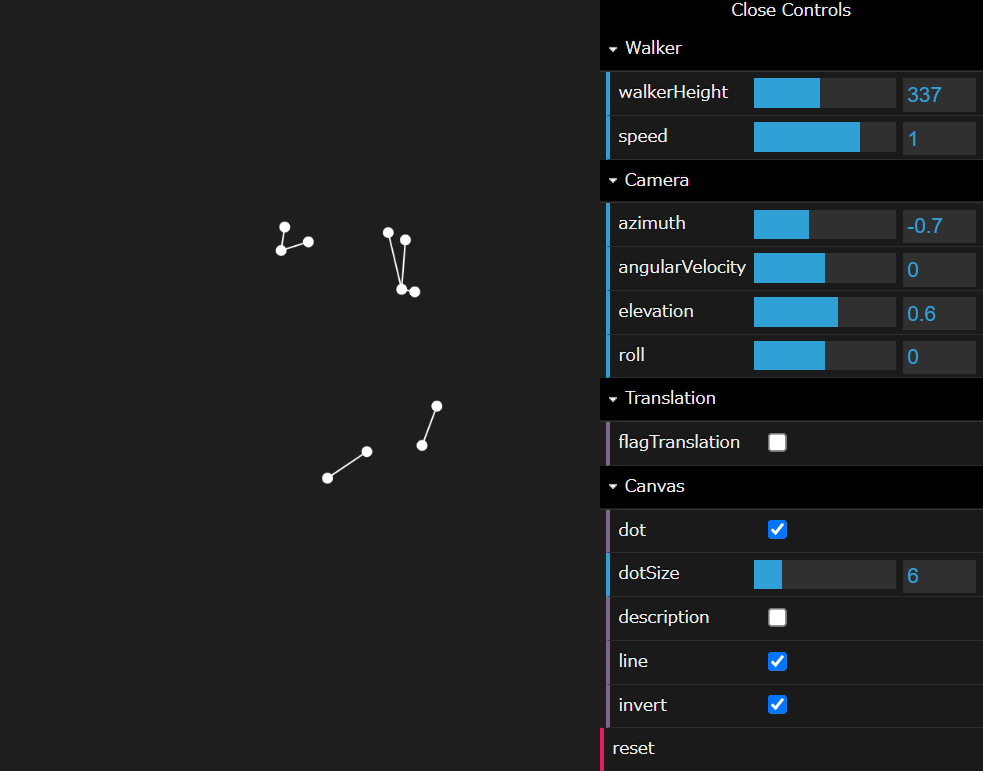 Close Controls
Walker
walkerHeight 337
speed 1
Camera
azimuth -0.7
angularVelocity 0
elevation 0.6
roll 0
Translation
flagTranslation
Canvas
dot
dotSize 6
description
line
invert
reset